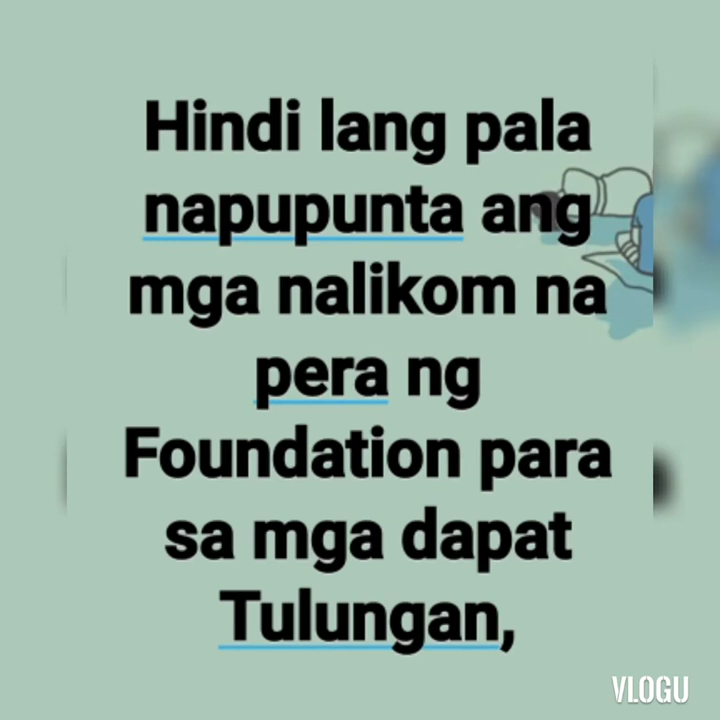 Hindi lang pala
napupunta ang
mga nalikom na
pera ng
Foundation para
sa mga dapat
Tulungan,
VLOGU